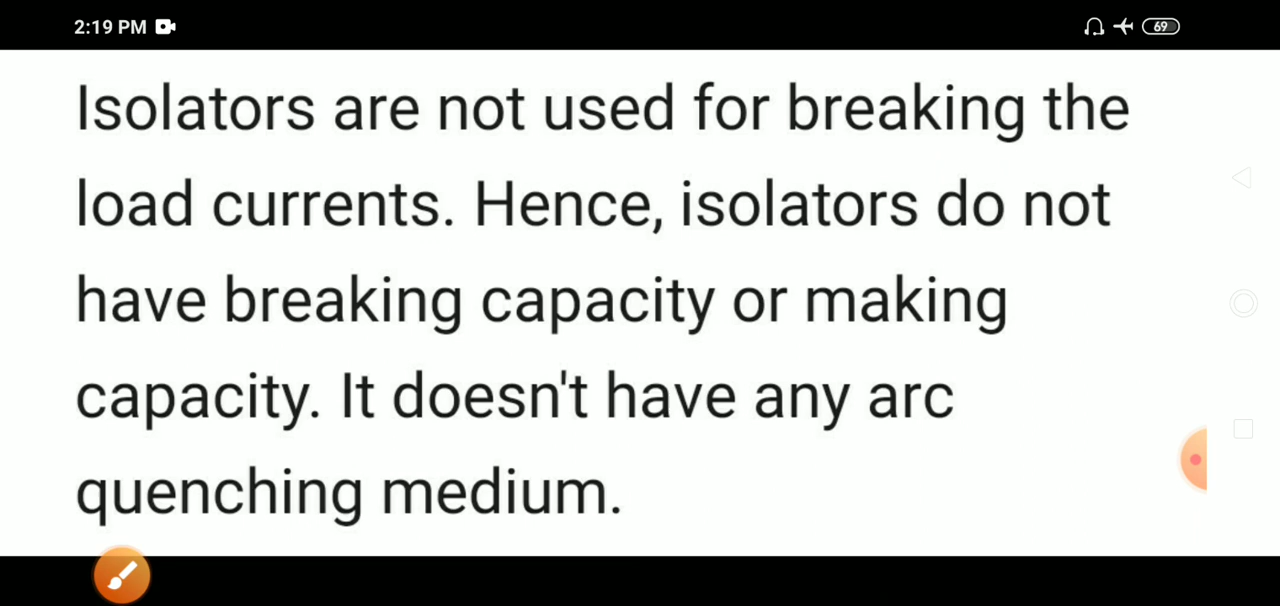 2:19 PM 69
Isolators are not used for breaking the
load currents. Hence, isolators do not
have breaking capacity or making
capacity. It doesn't have any arc
quenching medium.